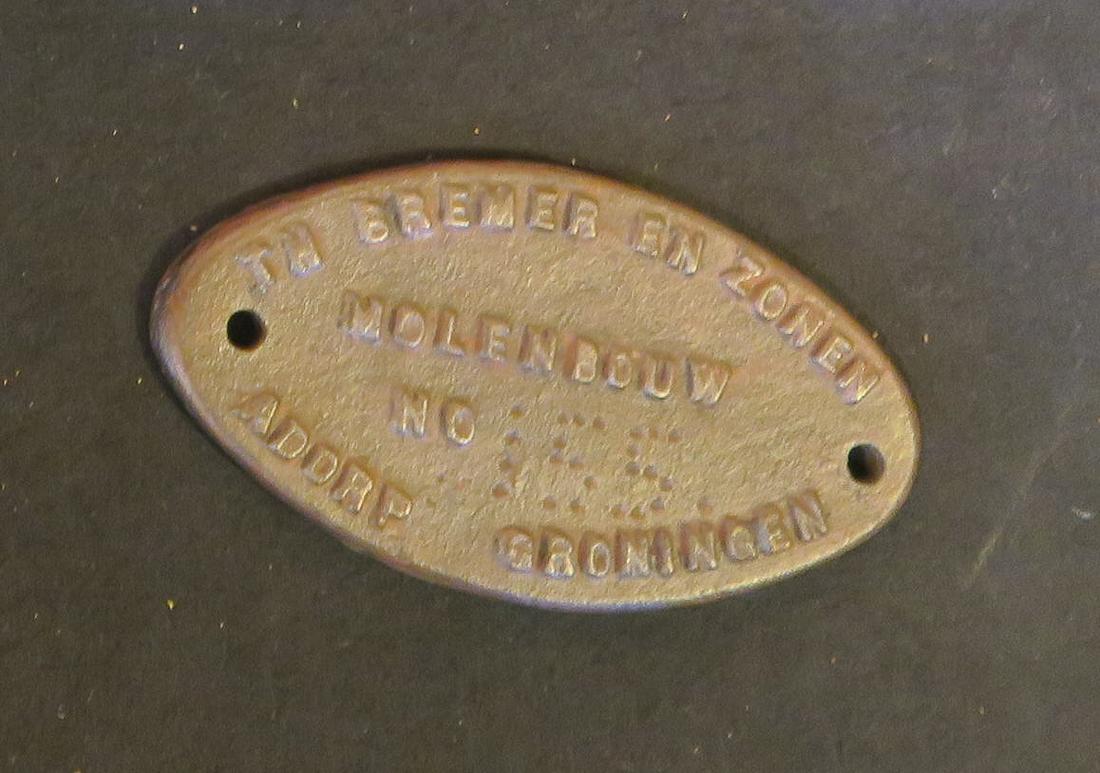 TH BREMER EN ZONEN
MOLENBOUW
NO
ADORP GRONINGEN